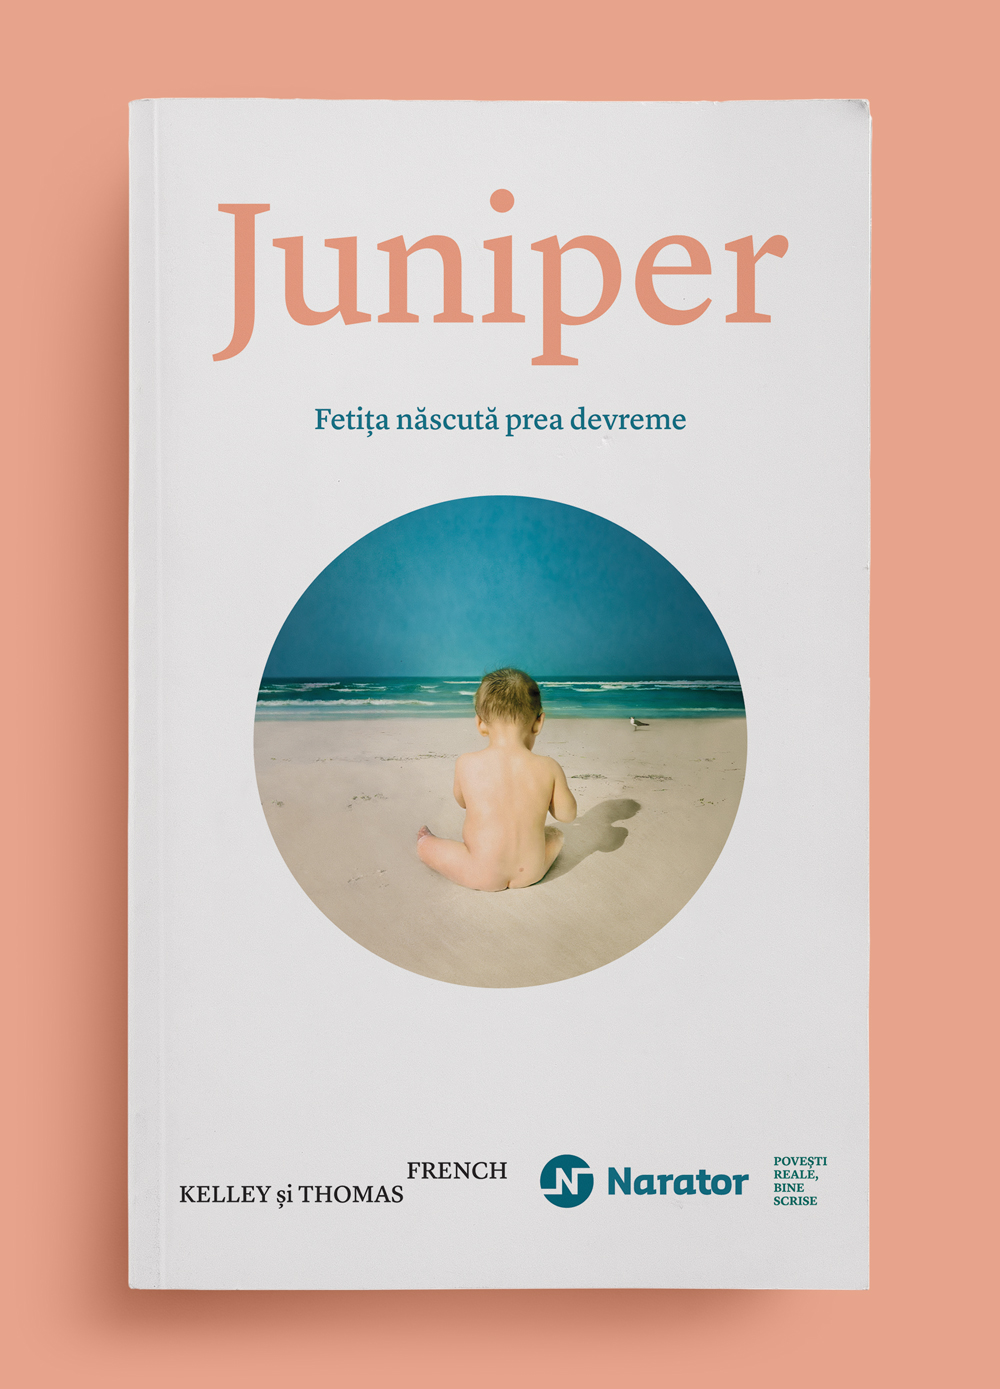 Juniper
Fetița născută prea devreme
KELLEY și THOMAS
FRENCH
N Narator
POVEȘTI
REALE,
BINE
SCRISE